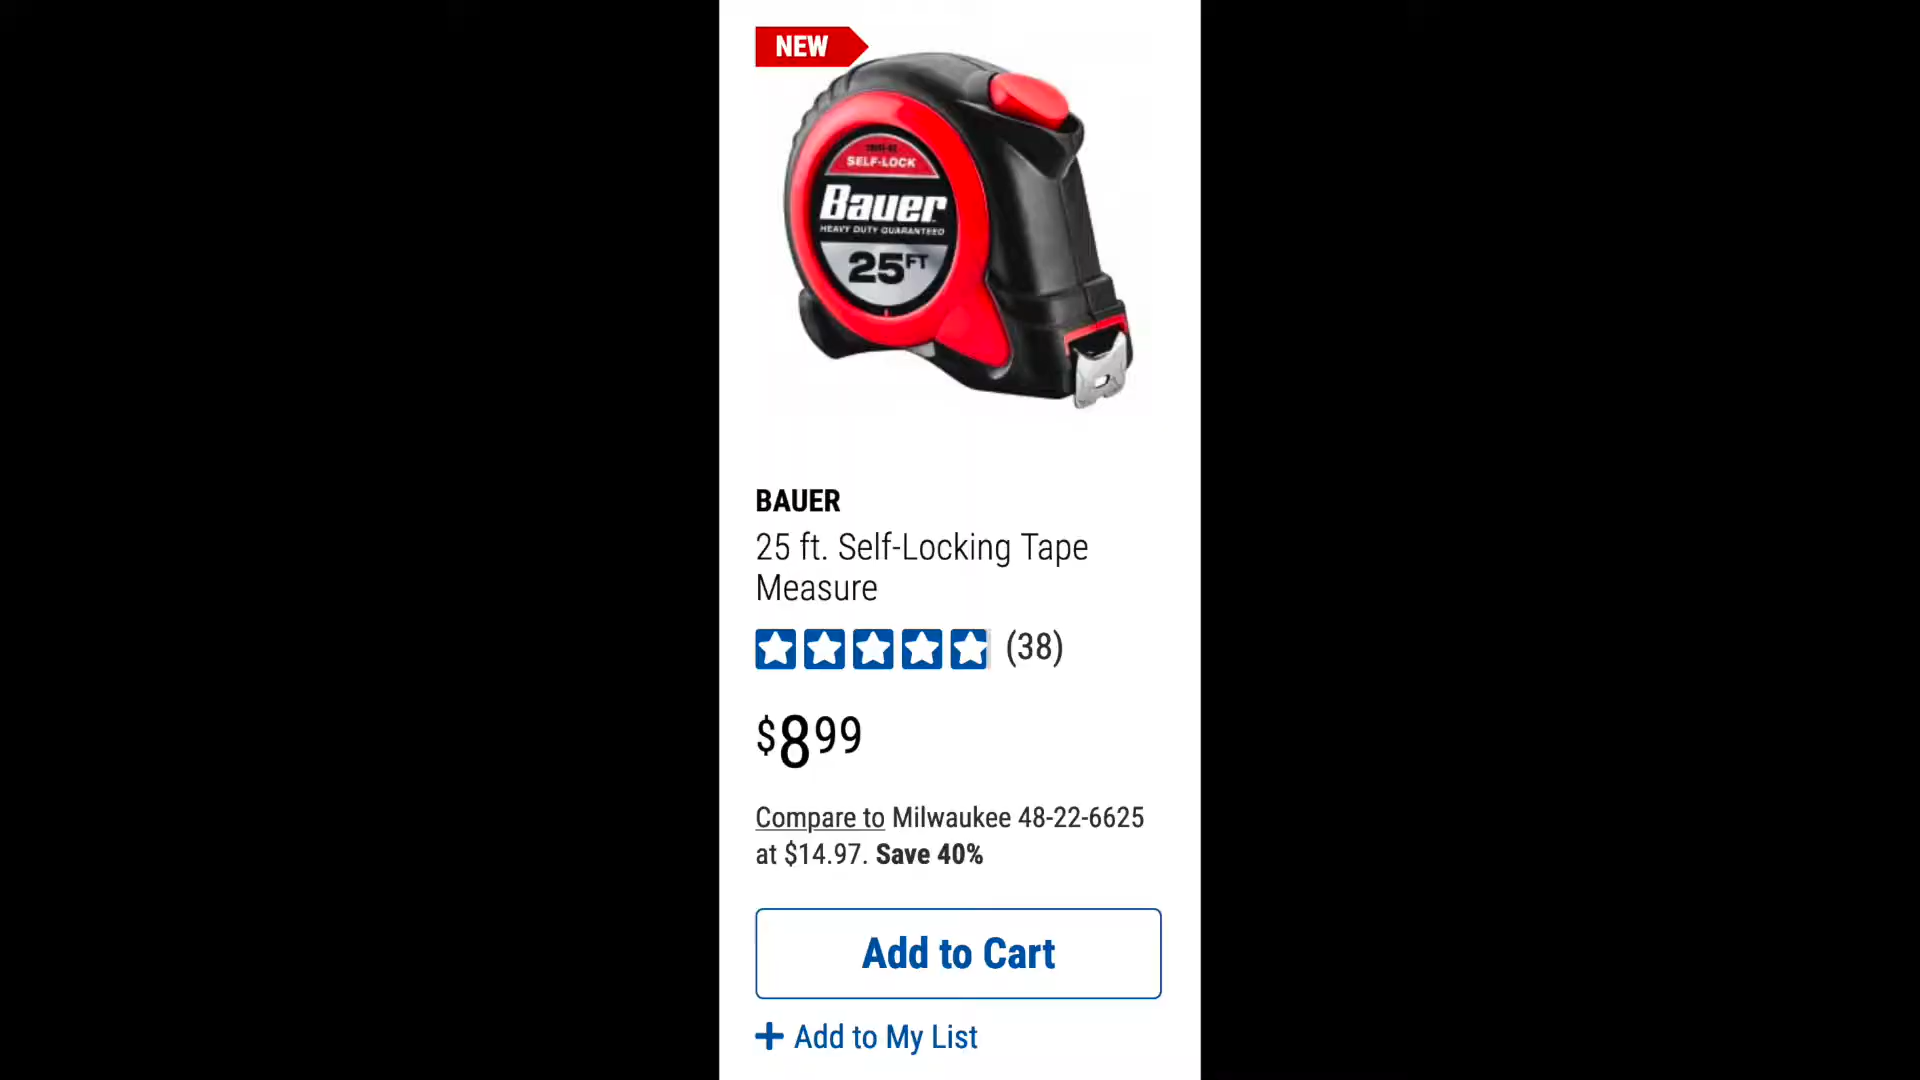 NEW
SELF-LOCK
Bauer
HEAVY DUTY GUARANTEED
25FT
BAUER
25 ft. Self-Locking Tape
Measure
(38)
$899
Compare to Milwaukee 48-22-6625
at $14.97. Save 40%
Add to Cart
+ Add to My List